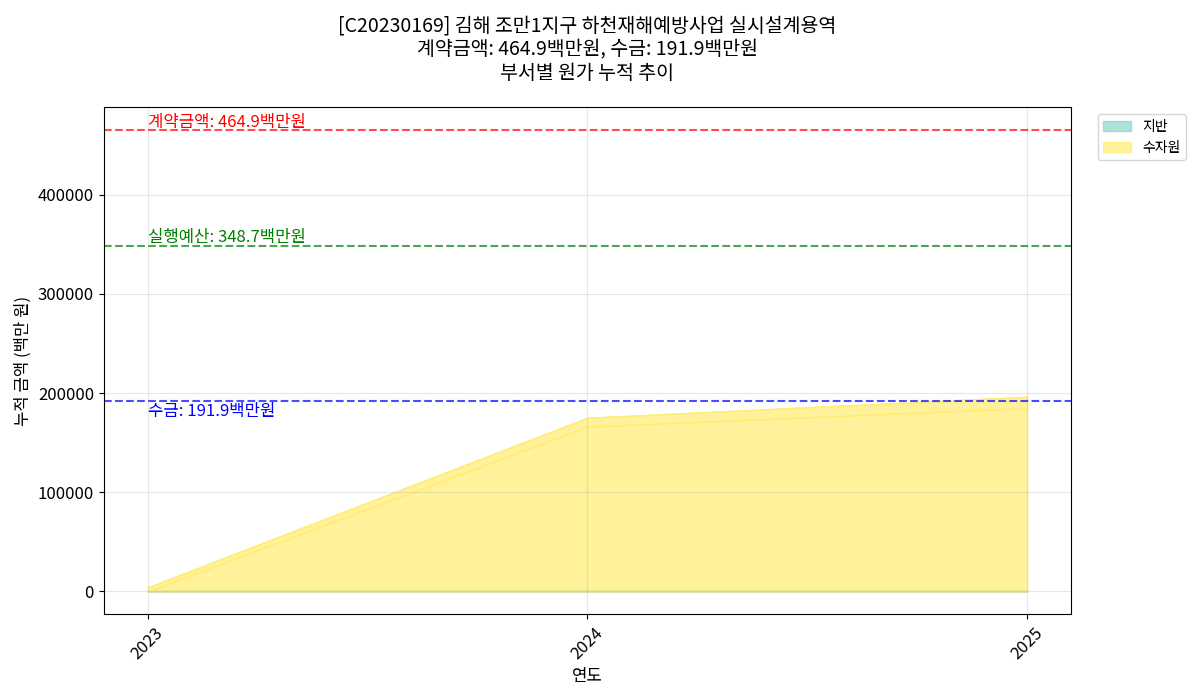 [C20230169] 김해 조만1지구 하천재해예방사업 실시설계용역
계약금액: 464.9백만원, 수금: 191.9백만원
부서별 원가 누적 추이
계약금액: 464.9백만원
지반
수자원
400000
실행예산: 348.7백만원
300000
누적 금액 (백만 원)
200000
수금: 191.9백만원
100000
0
2023
2024
2025
연도